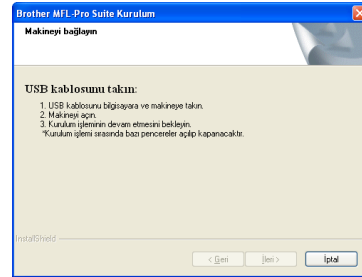 Brother MFL-Pro Suite Kurulum
Makineyi bağlayın
USB kablosunu takın:
1. USB kablosunu bilgisayara ve makineye takın.
2. Makineyi açın.
3. Kurulum işleminin devam etmesini bekleyin.
*Kurulum işlemi sırasında bazı pencereler açılıp kapanacaktır.
InstallShield
< Geri İleri > İptal